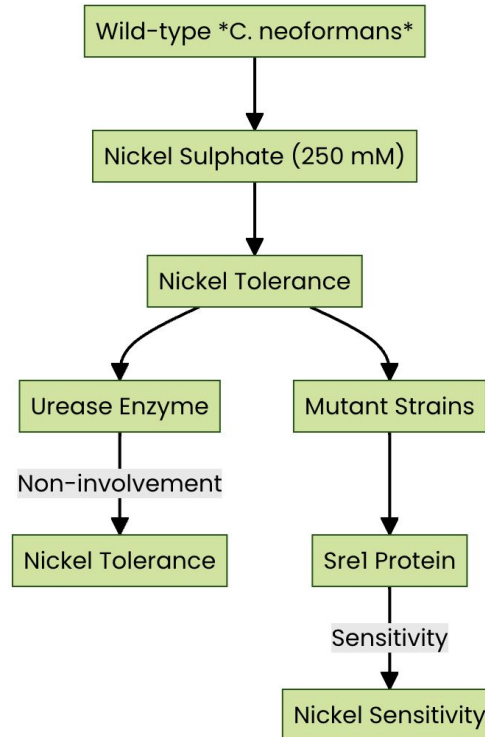 Wild-type *C. neoformans*
Nickel Sulphate (250 mM)
Nickel Tolerance
Urease Enzyme
Mutant Strains
Non-involvement
Nickel Tolerance
Sre1 Protein
Sensitivity
Nickel Sensitivity